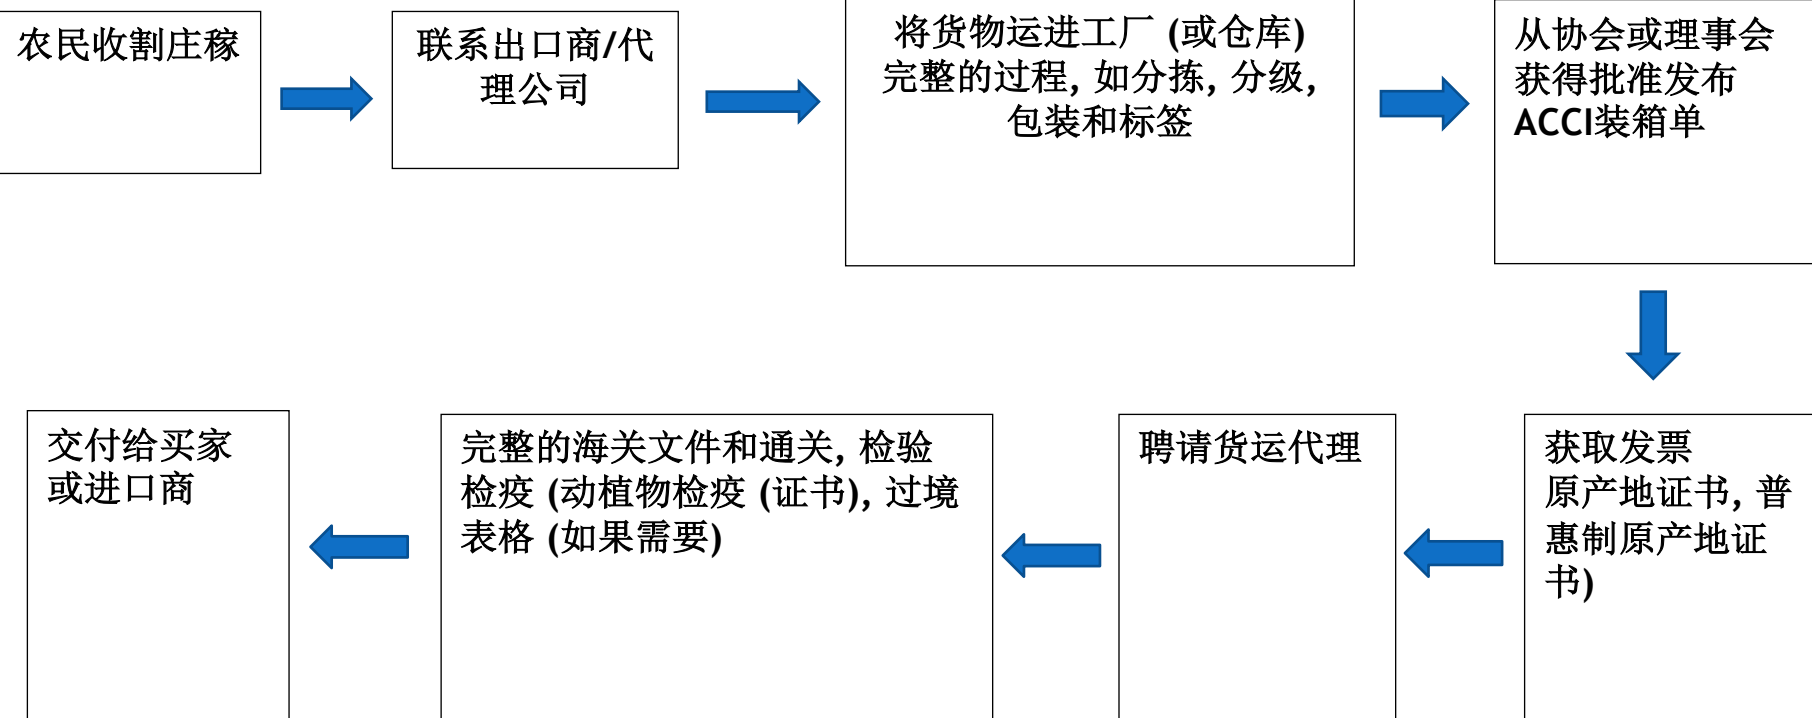 农民收割庄稼
联系出口商/代
理公司
将货物运进工厂 (或仓库)
完整的过程, 如分拣, 分级,
包装和标签
从协会或理事会
获得批准发布
ACCI装箱单
获取发票
原产地证书, 普
惠制原产地证
书)
聘请货运代理
完整的海关文件和通关, 检验
检疫 (动植物检疫 (证书), 过境
表格 (如果需要)
交付给买家
或进口商